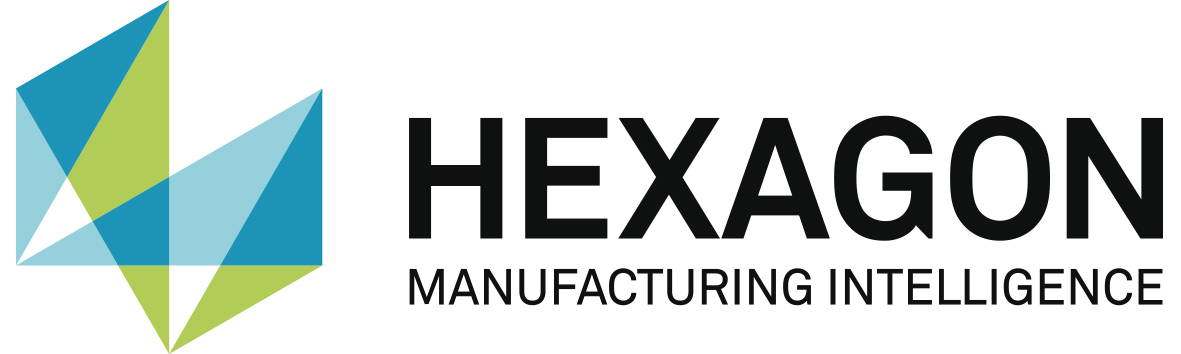 HEXAGON
MANUFACTURING INTELLIGENCE